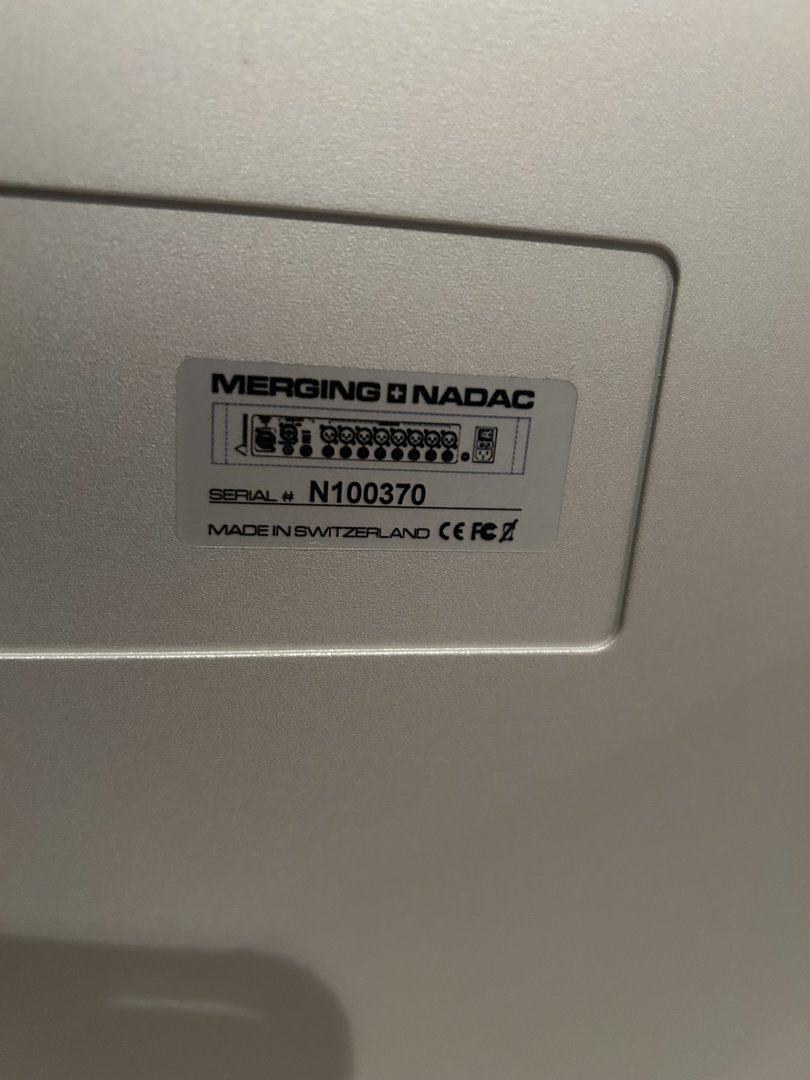 MERGING NADAC
SERIAL # N100370
MADE IN SWITZERLAND CE FC